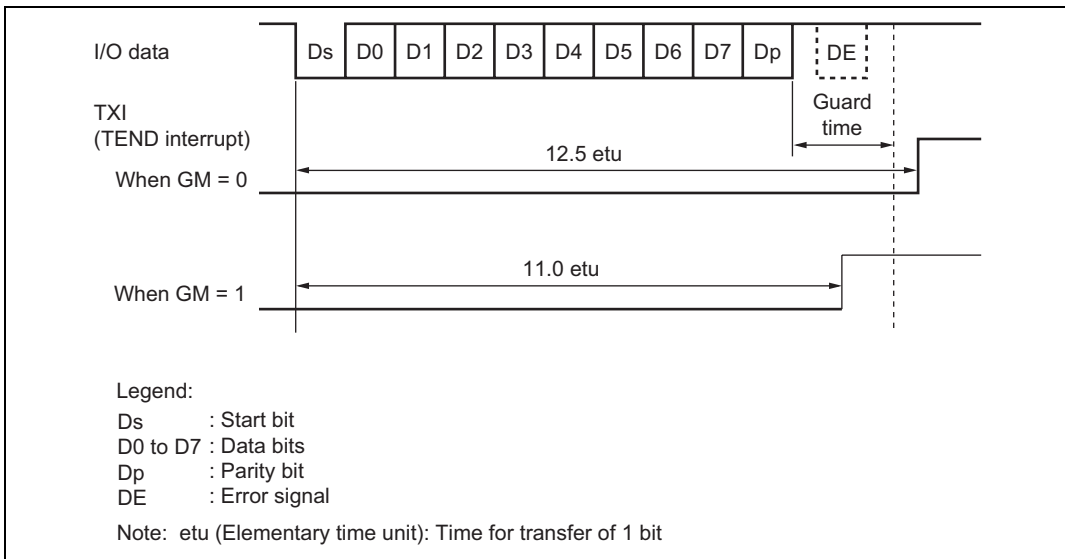 I/O data
Ds D0 D1 D2 D3 D4 D5 D6 D7 Dp DE
Guard
time
TXI
(TEND interrupt)
12.5 etu
When GM = 0
11.0 etu
When GM = 1
Legend:
Ds : Start bit
D0 to D7 : Data bits
Dp : Parity bit
DE : Error signal
Note: etu (Elementary time unit): Time for transfer of 1 bit